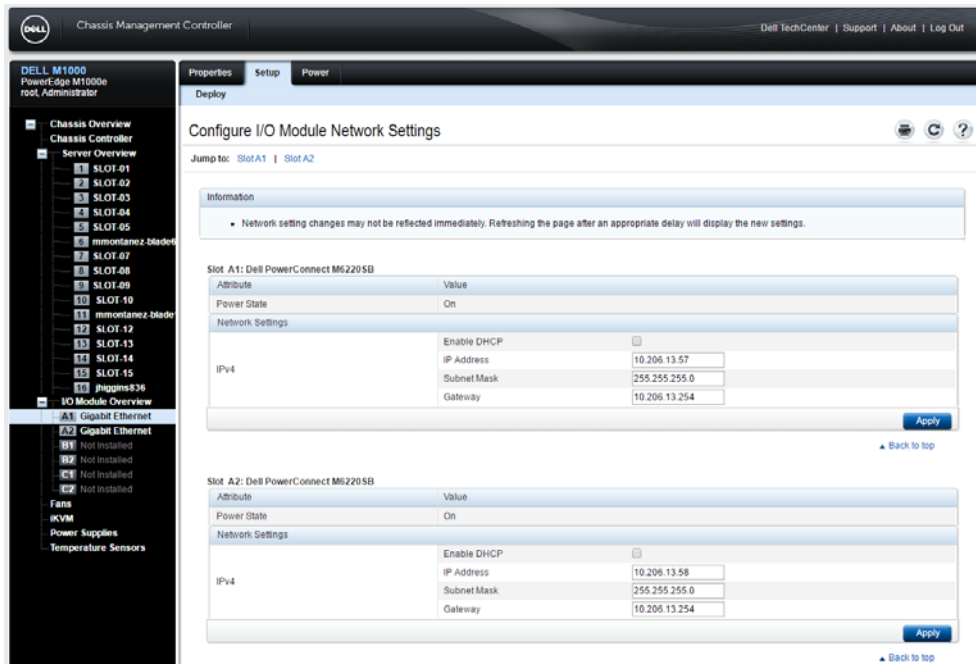 DELL
Chassis Management Controller
Dell TechCenter | Support | About | Log Out
DELL M1000
PowerEdge M1000e
root, Administrator
Properties Setup Power
Deploy
Chassis Overview
Chassis Controller
Server Overview
1 SLOT-01
2 SLOT-02
3 SLOT-03
4 SLOT-04
5 SLOT-05
6 mmontanez-blade6
7 SLOT-07
8 SLOT-08
9 SLOT-09
10 SLOT-10
11 mmontanez-blade
12 SLOT-12
13 SLOT-13
14 SLOT-14
15 SLOT-15
16 jhiggins836
I/O Module Overview
A1 Gigabit Ethernet
A2 Gigabit Ethernet
B1 Not Installed
B2 Not Installed
C1 Not Installed
C2 Not Installed
Fans
iKVM
Power Supplies
Temperature Sensors
Configure I/O Module Network Settings
?
Jump to: Slot A1 | Slot A2
Information
Network setting changes may not be reflected immediately. Refreshing the page after an appropriate delay will display the new settings.
Slot A1: Dell PowerConnect M6220SB
Attribute Value
Power State On
Network Settings
IPv4
Enable DHCP
IP Address 10.206.13.57
Subnet Mask 255.255.255.0
Gateway 10.206.13.254
Apply
Back to top
Slot A2: Dell PowerConnect M6220SB
Attribute Value
Power State On
Network Settings
IPv4
Enable DHCP
IP Address 10.206.13.58
Subnet Mask 255.255.255.0
Gateway 10.206.13.254
Apply
Back to top